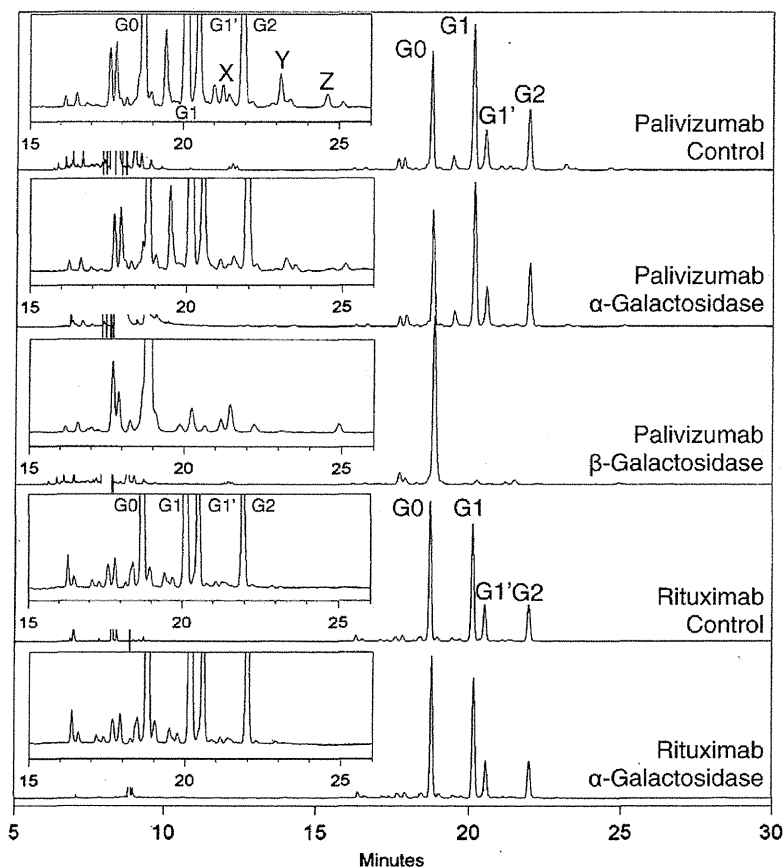 G0 G1' G2
X Y Z
G1
15 20 25
G0 G1 G1' G2
Palivizumab
Control
15 20 25
Palivizumab
α-Galactosidase
15 20 25
Palivizumab
β-Galactosidase
G0 G1 G1' G2
15 20 25
G0 G1 G1' G2
Rituximab
Control
15 20 25
Rituximab
α-Galactosidase
5 10 15 20 25 30
Minutes